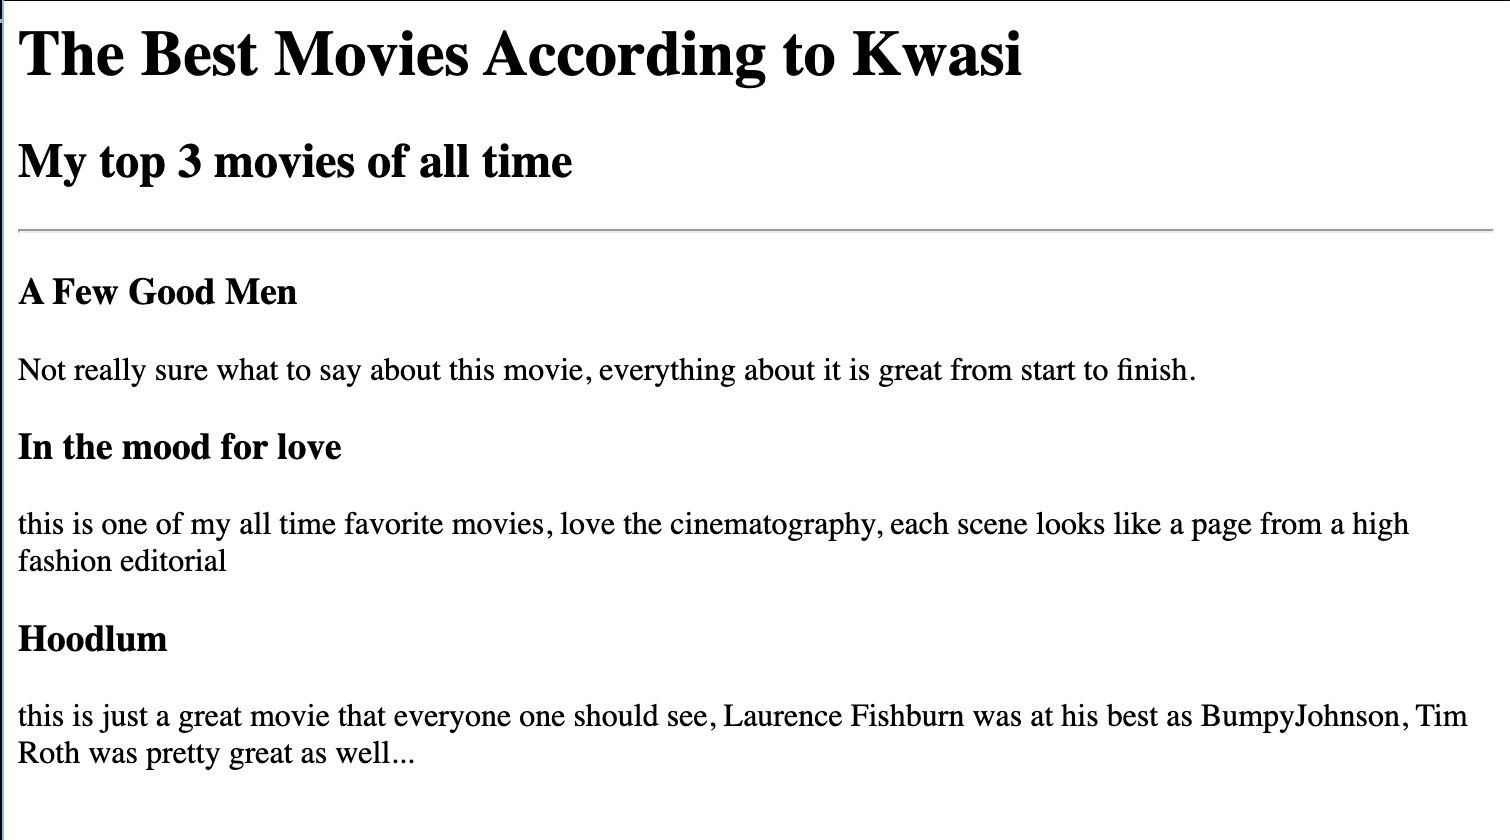 The Best Movies According to Kwasi
My top 3 movies of all time
A Few Good Men
Not really sure what to say about this movie, everything about it is great from start to finish.
In the mood for love
this is one of my all time favorite movies, love the cinematography, each scene looks like a page from a high
fashion editorial
Hoodlum
this is just a great movie that everyone one should see, Laurence Fishburn was at his best as BumpyJohnson, Tim
Roth was pretty great as well...